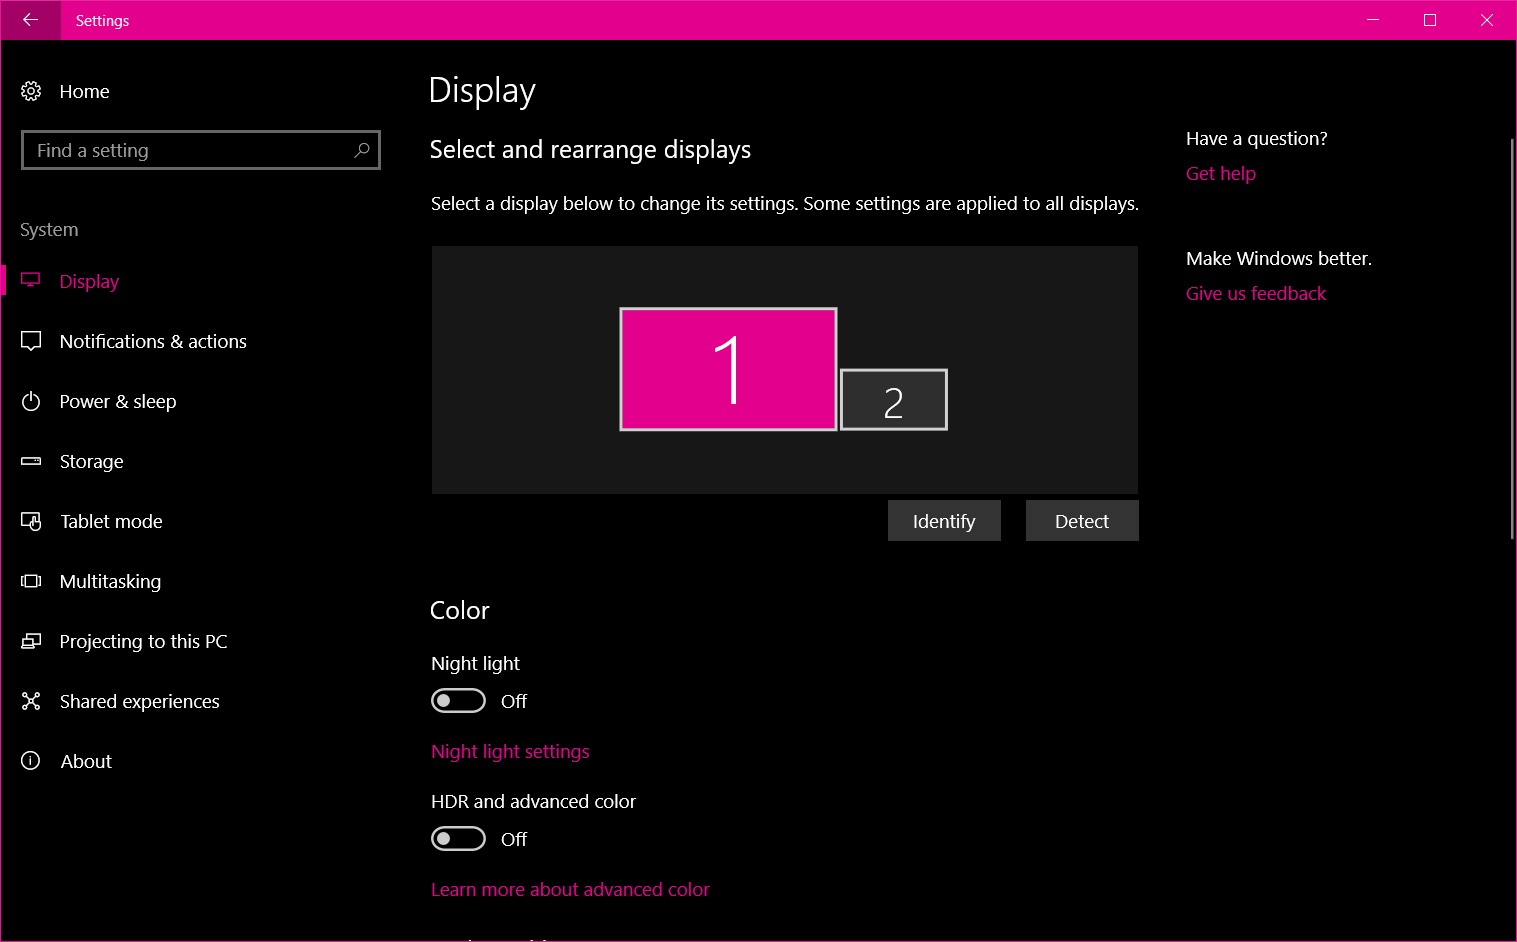 Settings
Home
Find a setting
System
Display
Notifications & actions
Power & sleep
Storage
Tablet mode
Multitasking
Projecting to this PC
Shared experiences
About
Display
Select and rearrange displays
Select a display below to change its settings. Some settings are applied to all displays.
1
2
Identify
Detect
Color
Night light
Off
Night light settings
HDR and advanced color
Off
Learn more about advanced color
Have a question?
Get help
Make Windows better.
Give us feedback